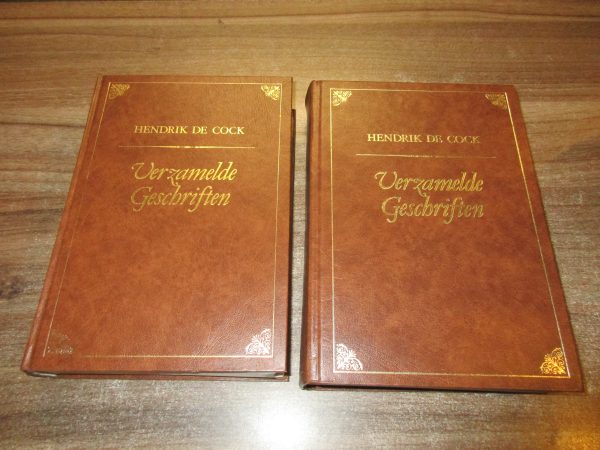 HENDRIK DE COCK
Verzamelde
Geschriften
HENDRIK DE COCK
Verzamelde
Geschriften